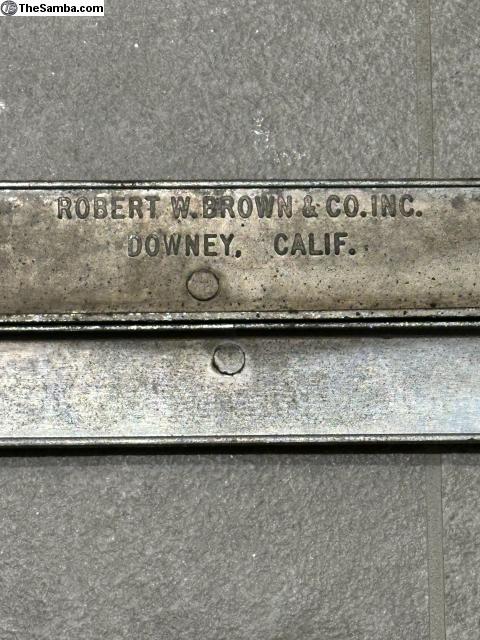 TheSamba.com
ROBERT W. BROWN & CO. INC.
DOWNEY, CALIF.